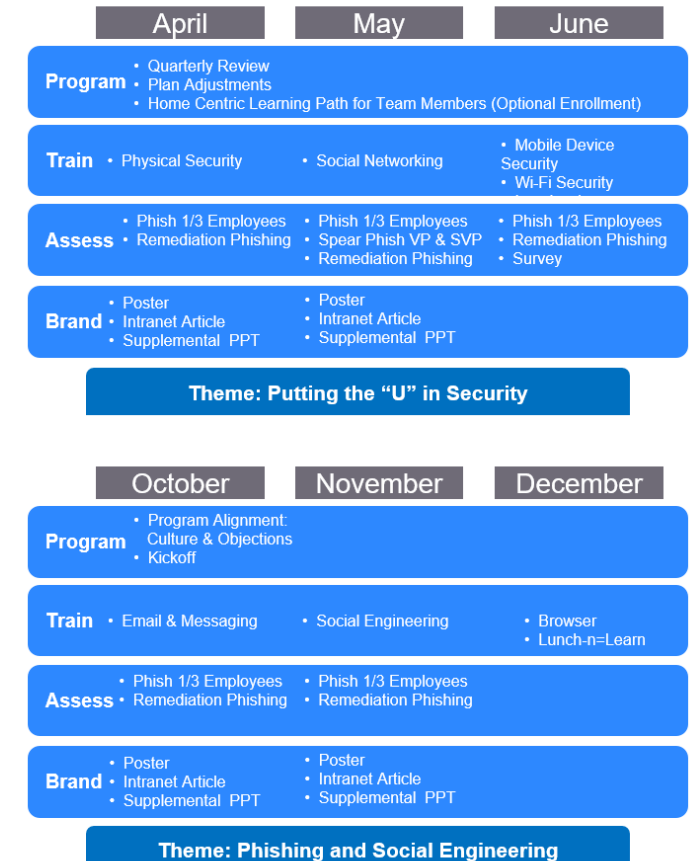 April May June
Program
• Quarterly Review
• Plan Adjustments
• Home Centric Learning Path for Team Members (Optional Enrollment)
Train
• Physical Security
• Social Networking
• Mobile Device
Security
• Wi-Fi Security
Assess
• Phish 1/3 Employees
• Remediation Phishing
• Phish 1/3 Employees
• Spear Phish VP & SVP
• Remediation Phishing
• Phish 1/3 Employees
• Remediation Phishing
• Survey
Brand
• Poster
• Intranet Article
• Supplemental PPT
• Poster
• Intranet Article
• Supplemental PPT
Theme: Putting the “U” in Security
October November December
Program
• Program Alignment:
Culture & Objections
• Kickoff
Train
• Email & Messaging
• Social Engineering
• Browser
• Lunch-n=Learn
Assess
• Phish 1/3 Employees
• Remediation Phishing
• Phish 1/3 Employees
• Remediation Phishing
Brand
• Poster
• Intranet Article
• Supplemental PPT
• Poster
• Intranet Article
• Supplemental PPT
Theme: Phishing and Social Engineering